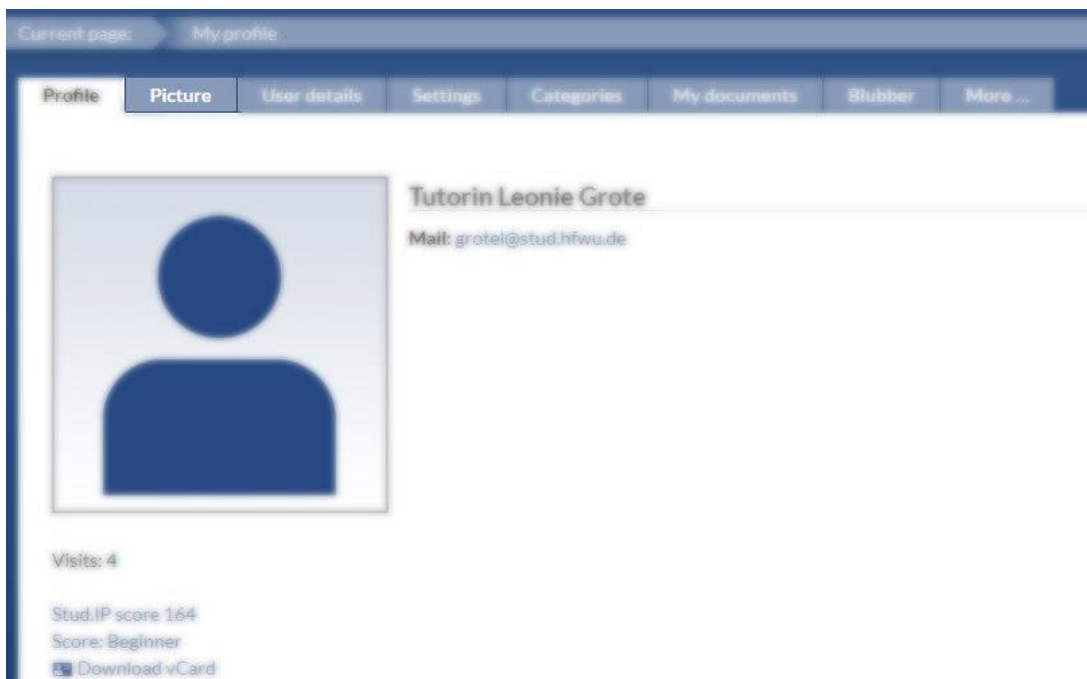 Current page: My profile
Profile Picture User details Settings Categories My documents Blubber More ...
Tutorin Leonie Grote
Mail: grotel@stud.hfwu.de
Visits: 4
Stud.IP score 164
Score: Beginner
Download vCard